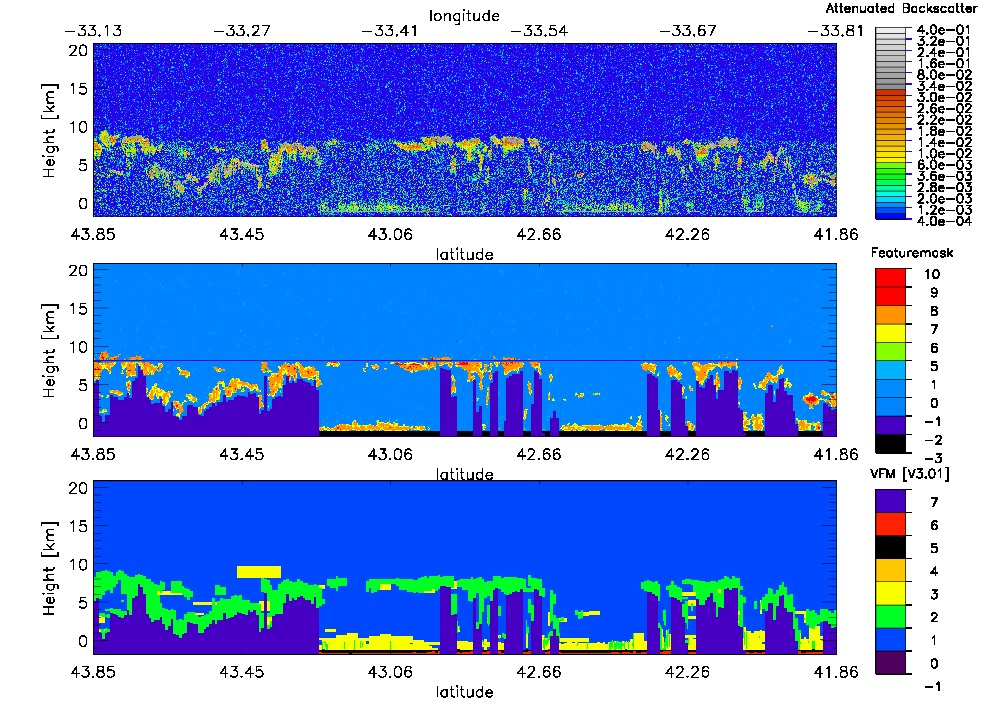 longitude
Attenuated Backscatter
−33.13 −33.27 −33.41 −33.54 −33.67 −33.81
4.0e−01
3.2e−01
2.4e−01
1.6e−01
8.0e−02
3.4e−02
3.0e−02
2.6e−02
2.2e−02
1.8e−02
1.4e−02
1.0e−02
6.0e−03
3.6e−03
2.8e−03
2.0e−03
1.2e−03
4.0e−04
Height [km]
20
15
10
5
0
43.85 43.45 43.06 42.66 42.26 41.86
latitude
Featuremask
Height [km]
20
15
10
5
0
10
9
8
7
6
5
1
0
−1
−2
−3
43.85 43.45 43.06 42.66 42.26 41.86
latitude
VFM [V3.01]
Height [km]
20
15
10
5
0
7
6
5
4
3
2
1
0
−1
43.85 43.45 43.06 42.66 42.26 41.86
latitude